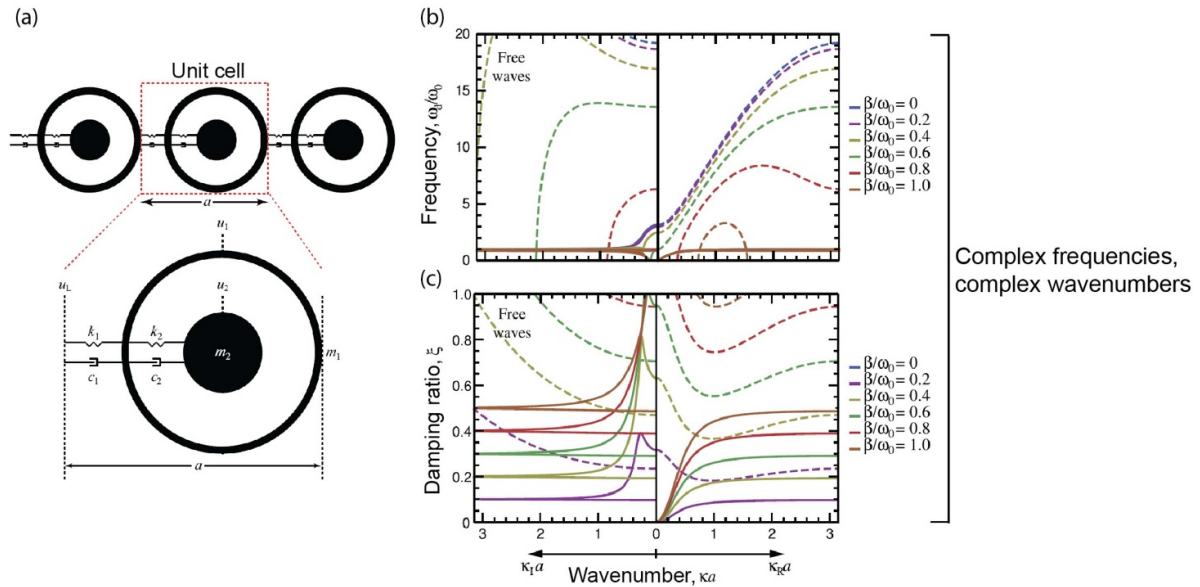 (a)
Unit cell
a
u₁
u_L
u₂
k₁
k₂
m₂
m₁
c₁
c₂
a
(b)
Free
waves
20
15
10
5
0
Frequency, ω_d/ω₀
β/ω₀ = 0
β/ω₀ = 0.2
β/ω₀ = 0.4
β/ω₀ = 0.6
β/ω₀ = 0.8
β/ω₀ = 1.0
(c)
Free
waves
1.0
0.8
0.6
0.4
0.2
0
Damping ratio, ξ
β/ω₀ = 0
β/ω₀ = 0.2
β/ω₀ = 0.4
β/ω₀ = 0.6
β/ω₀ = 0.8
β/ω₀ = 1.0
3 2 1 0 1 2 3
κ_I a κ_R a
Wavenumber, κa
Complex frequencies,
complex wavenumbers